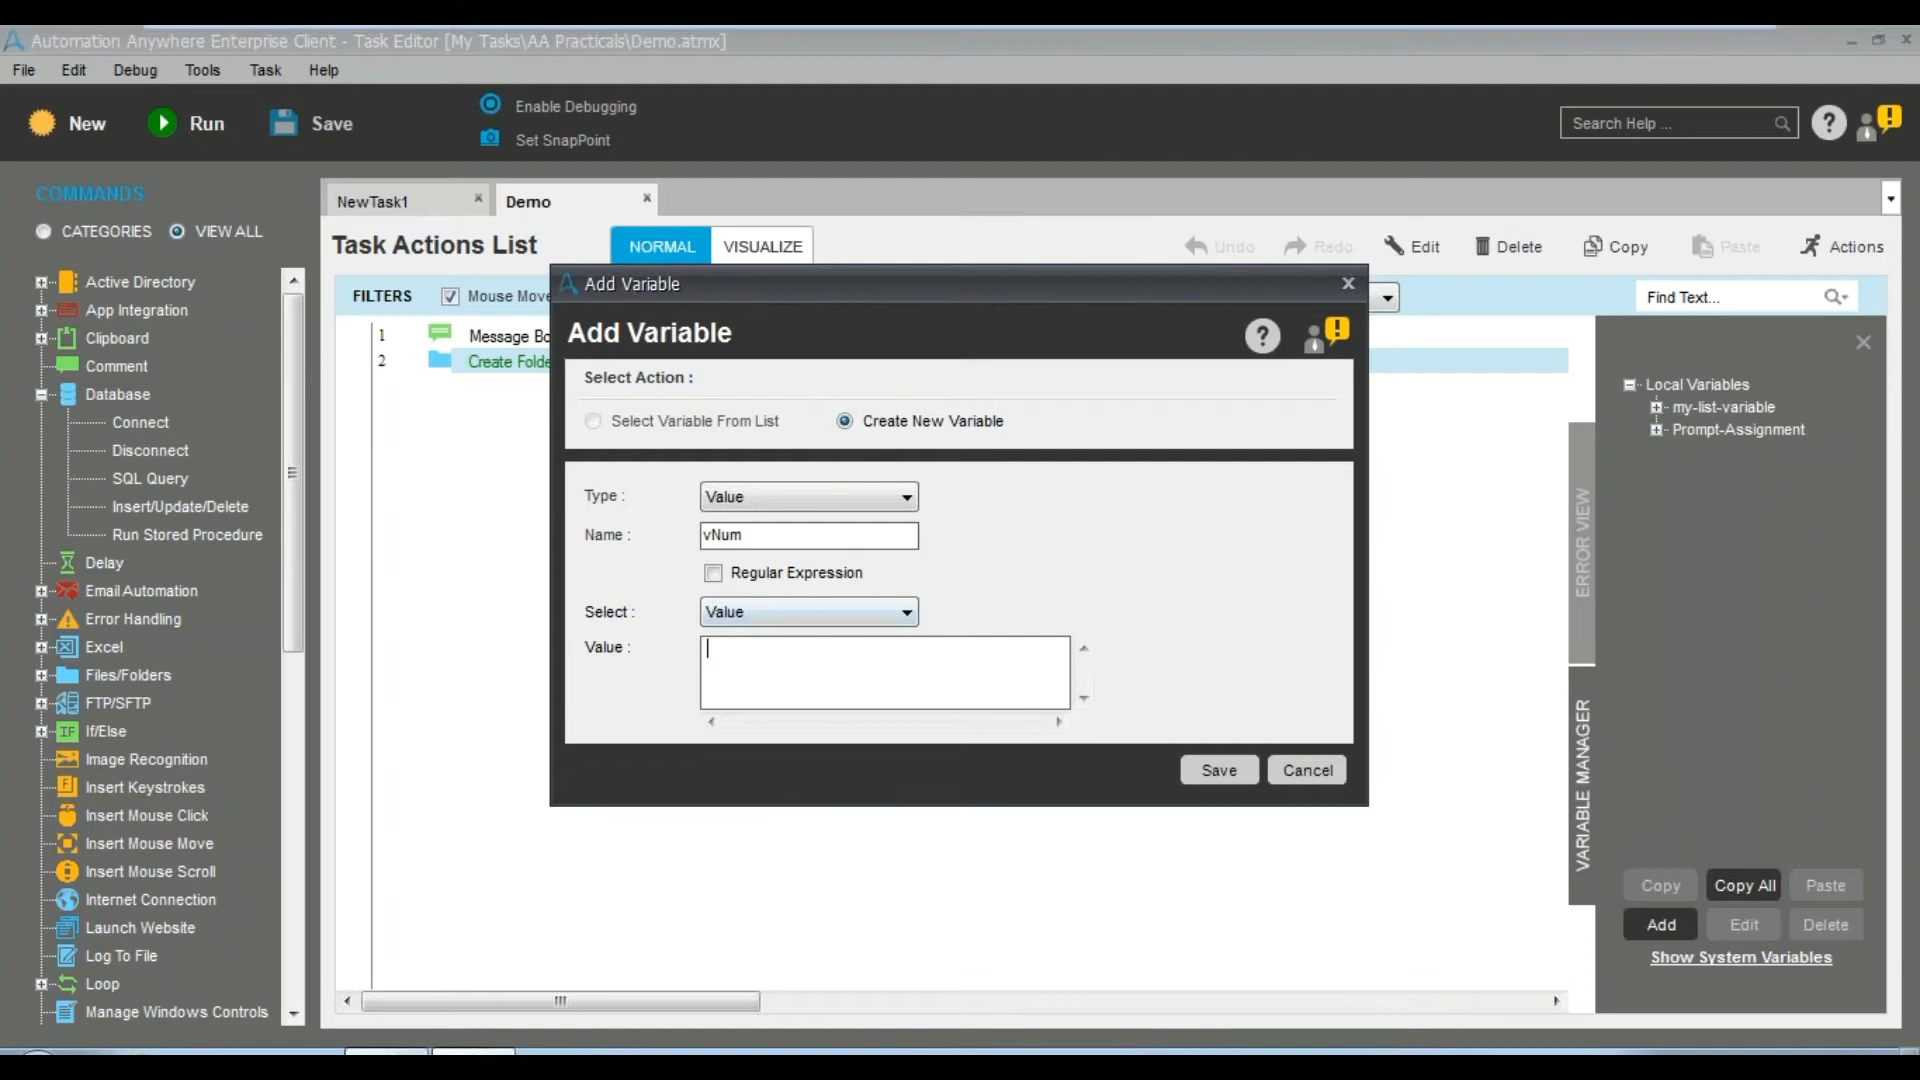 Automation Anywhere Enterprise Client - Task Editor [My Tasks\AA Practicals\Demo.atmx]
File Edit Debug Tools Task Help
New Run Save
Enable Debugging
Set SnapPoint
Search Help ...
COMMANDS
CATEGORIES VIEW ALL
Active Directory
App Integration
Clipboard
Comment
Database
Connect
Disconnect
SQL Query
Insert/Update/Delete
Run Stored Procedure
Delay
Email Automation
Error Handling
Excel
Files/Folders
FTP/SFTP
If/Else
Image Recognition
Insert Keystrokes
Insert Mouse Click
Insert Mouse Move
Insert Mouse Scroll
Internet Connection
Launch Website
Log To File
Loop
Manage Windows Controls
NewTask1
Demo
Task Actions List
NORMAL VISUALIZE
Undo Redo Edit Delete Copy Paste Actions
FILTERS Mouse Move
Find Text...
1 Message Bo
2 Create Folde
Add Variable
Add Variable
Select Action :
Select Variable From List Create New Variable
Type : Value
Name : vNum
Regular Expression
Select : Value
Value :
Save Cancel
ERROR VIEW
VARIABLE MANAGER
Local Variables
my-list-variable
Prompt-Assignment
Copy Copy All Paste
Add Edit Delete
Show System Variables